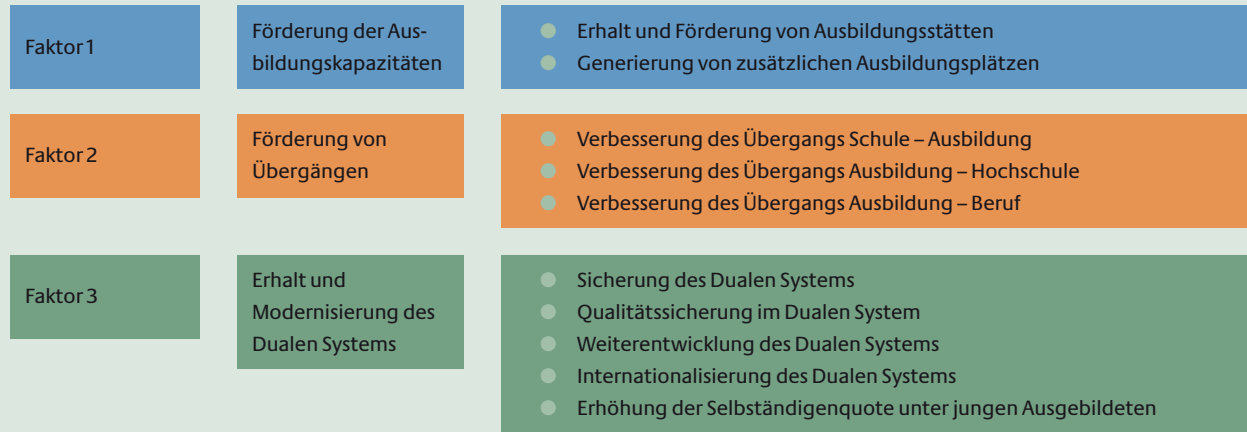 Faktor 1
Förderung der Aus-
bildungskapazitäten
Erhalt und Förderung von Ausbildungsstätten
Generierung von zusätzlichen Ausbildungsplätzen
Faktor 2
Förderung von
Übergängen
Verbesserung des Übergangs Schule – Ausbildung
Verbesserung des Übergangs Ausbildung – Hochschule
Verbesserung des Übergangs Ausbildung – Beruf
Faktor 3
Erhalt und
Modernisierung des
Dualen Systems
Sicherung des Dualen Systems
Qualitätssicherung im Dualen System
Weiterentwicklung des Dualen Systems
Internationalisierung des Dualen Systems
Erhöhung der Selbständigenquote unter jungen Ausgebildeten